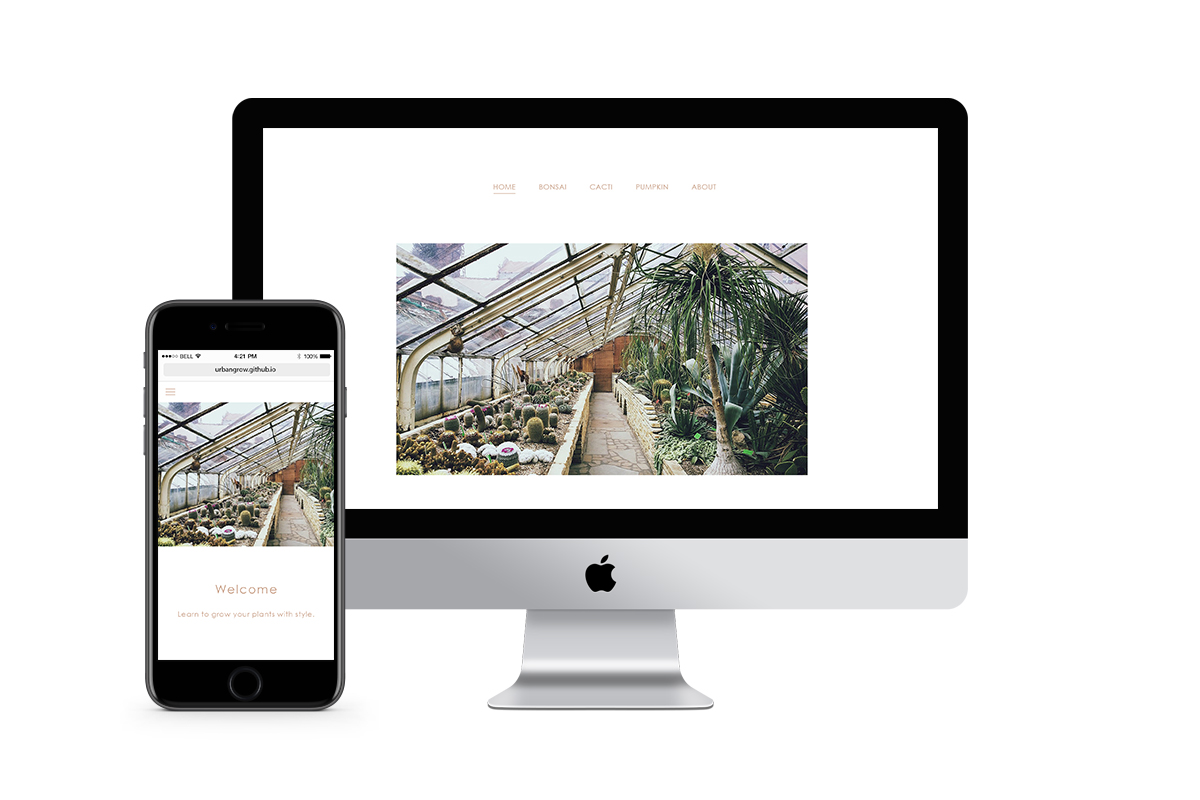 HOME BONSAI CACTI PUMPKIN ABOUT
BELL 4:21 PM 100%
urbangrow.github.io
Welcome
Learn to grow your plants with style.